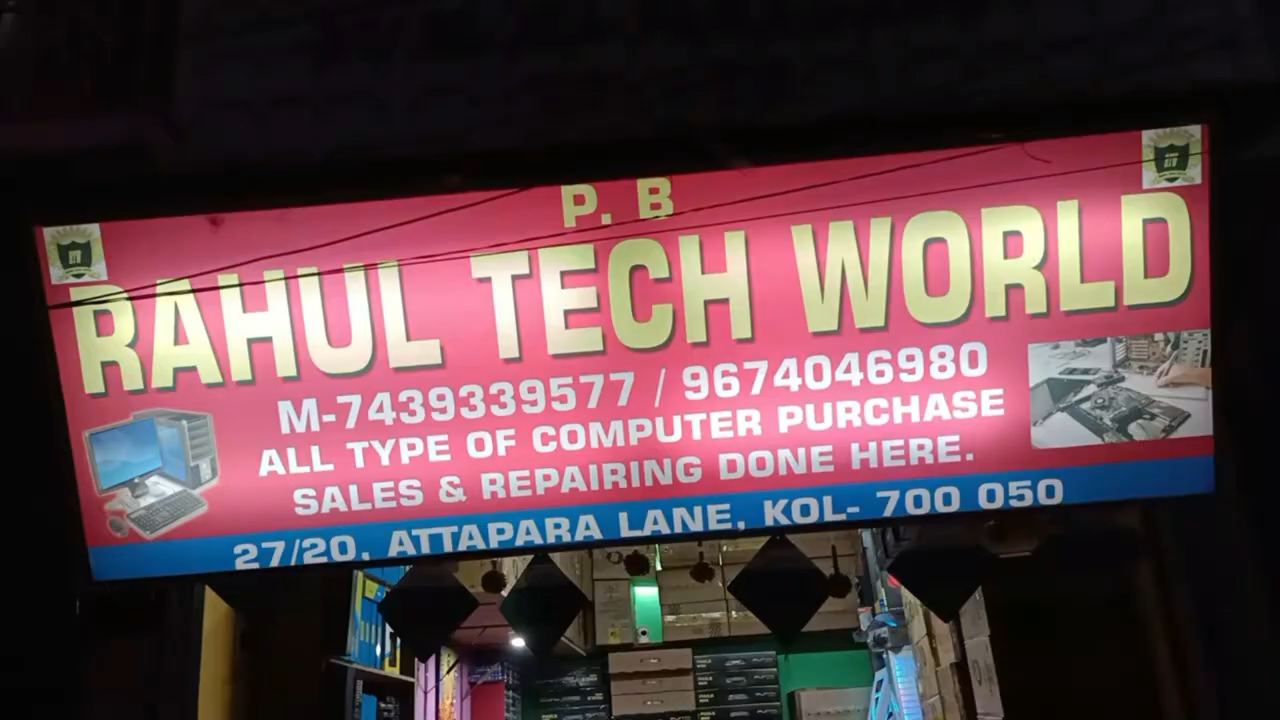 P. B
RAHUL TECH WORLD
M-7439339577 / 9674046980
ALL TYPE OF COMPUTER PURCHASE
SALES & REPAIRING DONE HERE.
27/20, ATTAPARA LANE, KOL- 700 050